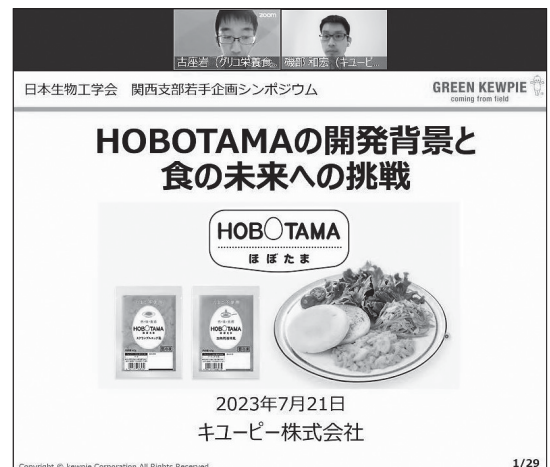 zoom
古座岩（グリコ栄養食...
磯部 和宏（キユーピ...
日本生物工学会　関西支部若手企画シンポジウム
GREEN KEWPIE
coming from field
HOBOTAMAの開発背景と
食の未来への挑戦
HOBOTAMA
ほぼたま
HOBOTAMA
HOBOTAMA
2023年7月21日
キユーピー株式会社
Copyright © kewpie Corporation All Rights Reserved
1/29